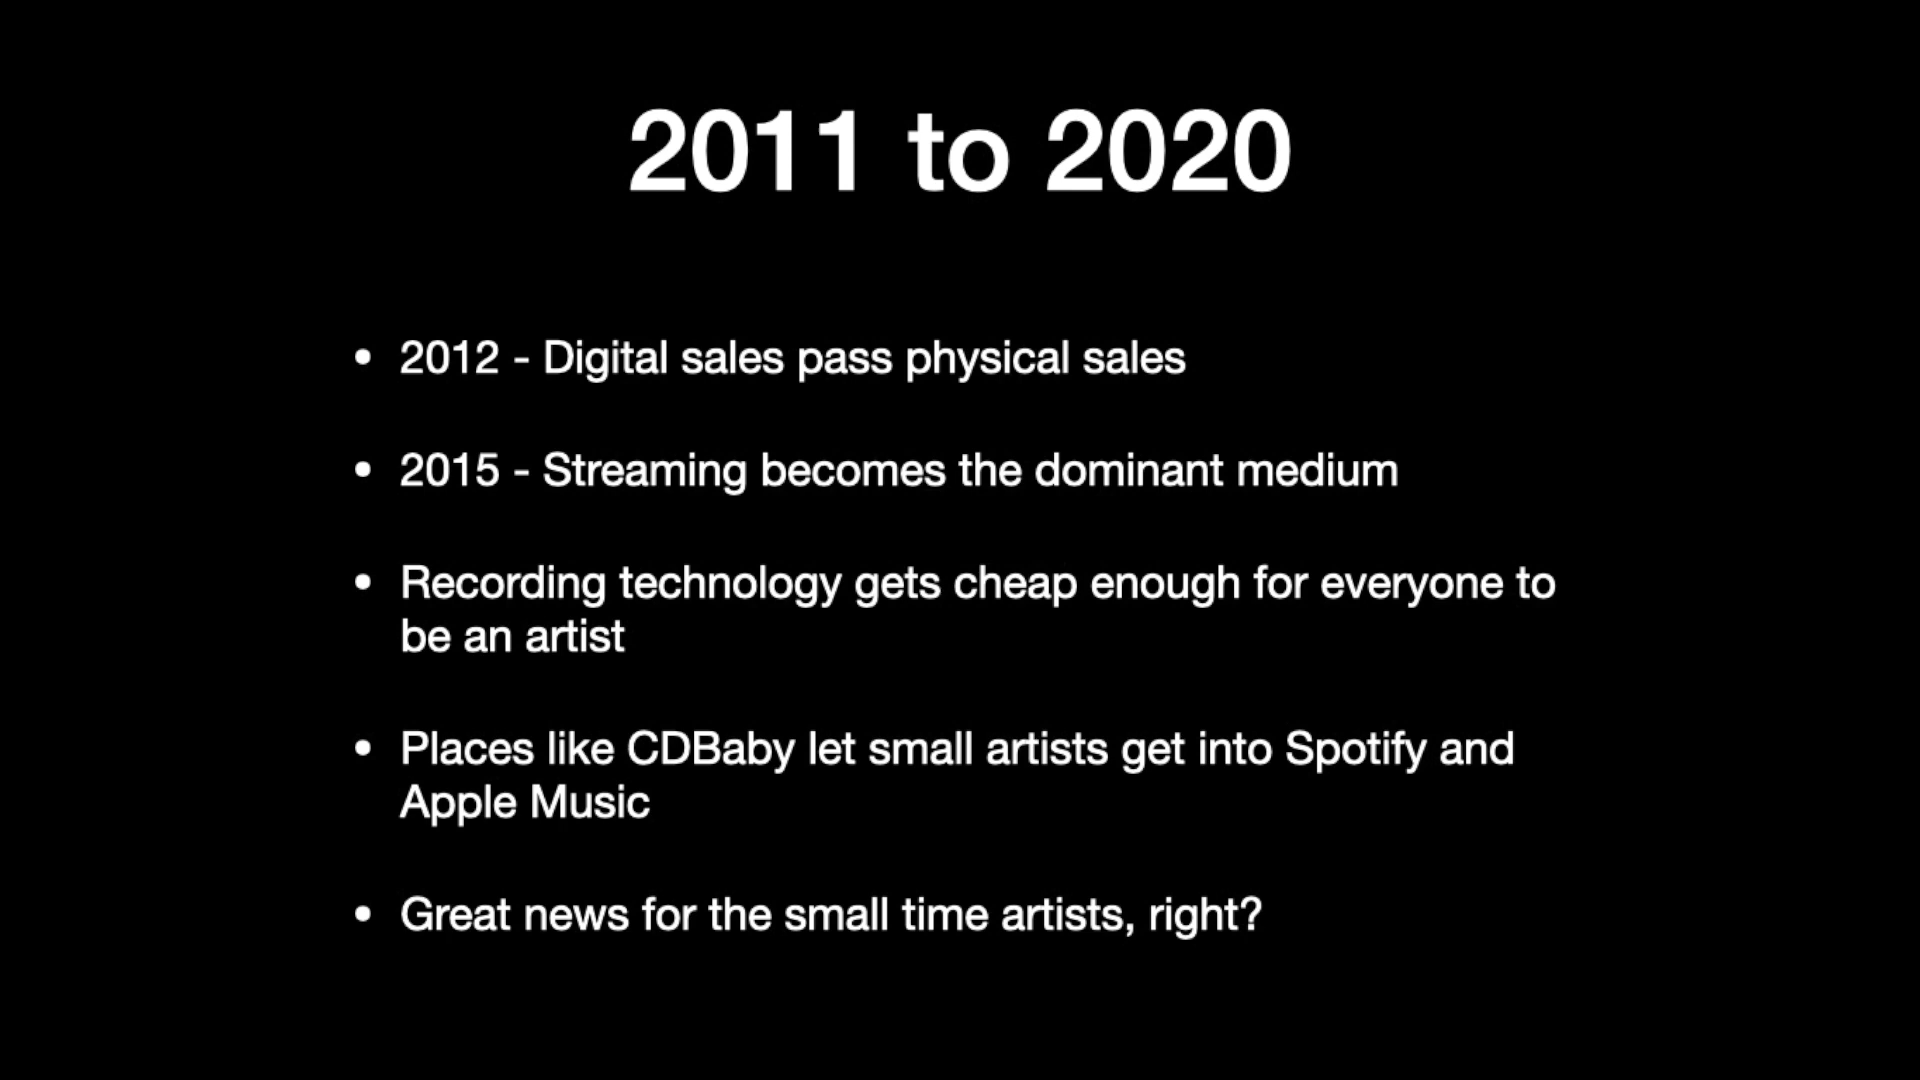 2011 to 2020
• 2012 - Digital sales pass physical sales
• 2015 - Streaming becomes the dominant medium
• Recording technology gets cheap enough for everyone to
be an artist
• Places like CDBaby let small artists get into Spotify and
Apple Music
• Great news for the small time artists, right?